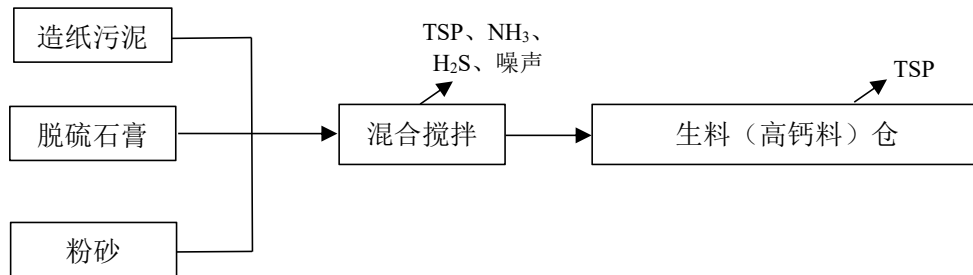 造纸污泥
脱硫石膏
粉砂
TSP、NH₃、
H₂S、噪声
混合搅拌
TSP
生料（高钙料）仓